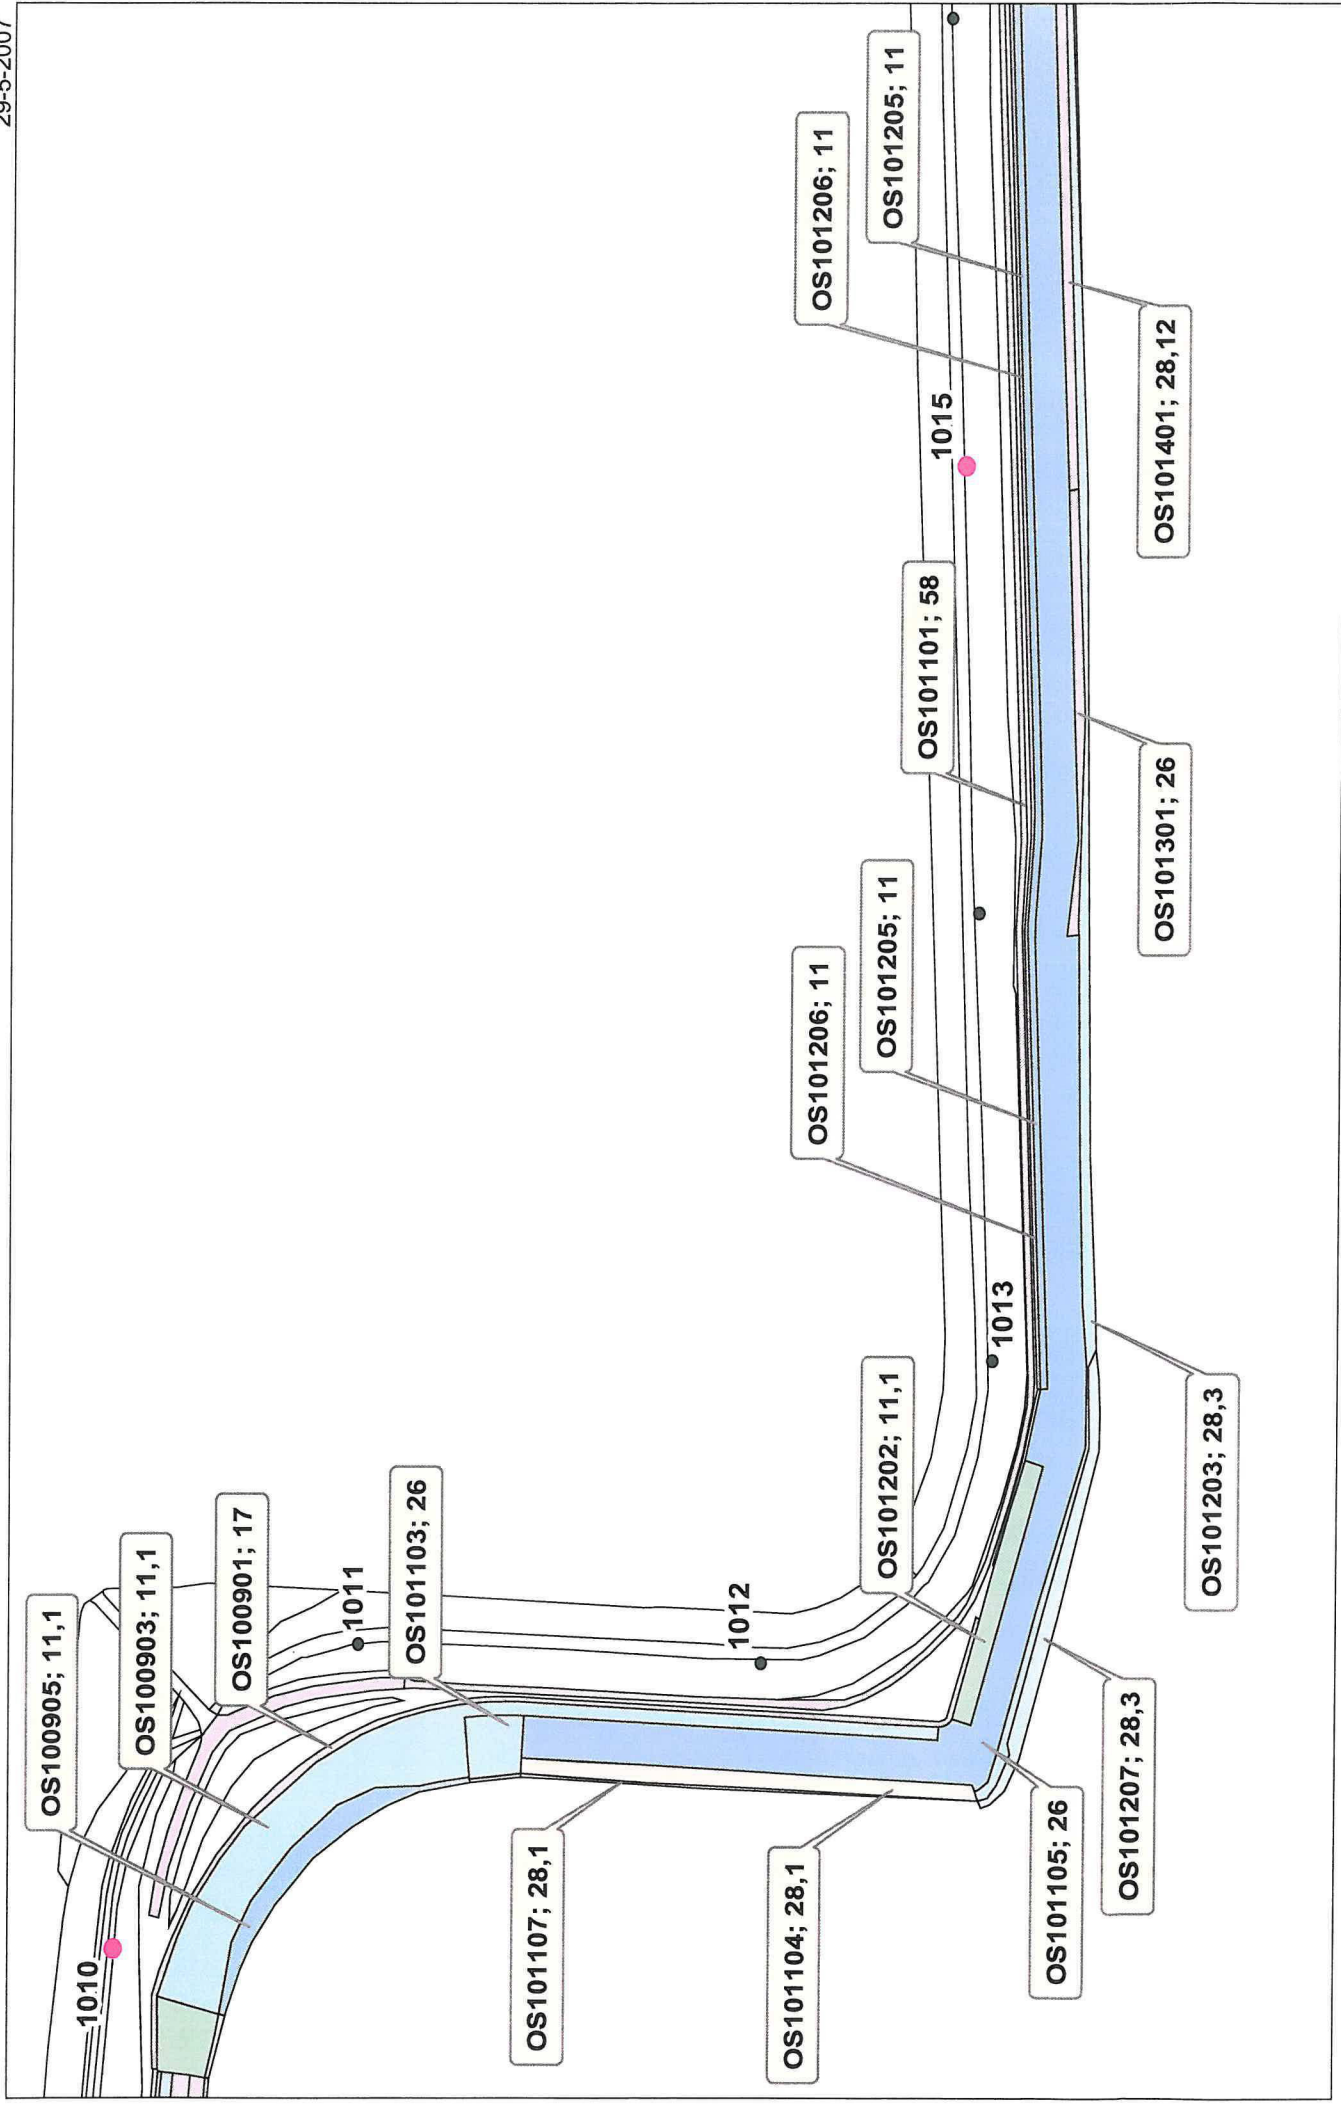 29-5-2007
OS100905; 11,1
OS100903; 11,1
OS100901; 17
OS101103; 26
1010
1011
1012
OS101107; 28,1
OS101104; 28,1
OS101202; 11,1
1013
OS101206; 11
OS101205; 11
OS101101; 58
1015
OS101206; 11
OS101205; 11
OS101105; 26
OS101207; 28,3
OS101203; 28,3
OS101301; 26
OS101401; 28,12